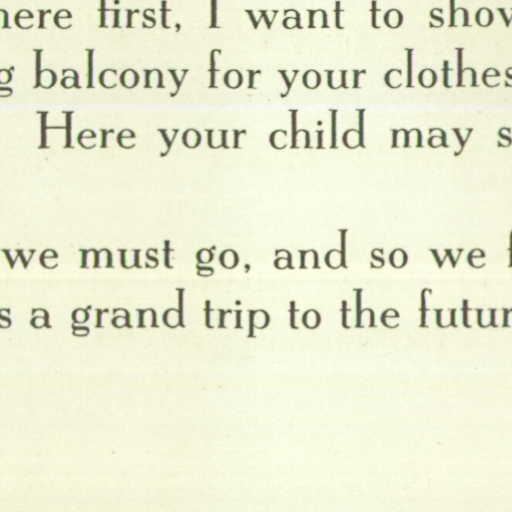 here first, I want to show
g balcony for your clothes
Here your child may s
we must go, and so we f
s a grand trip to the futur